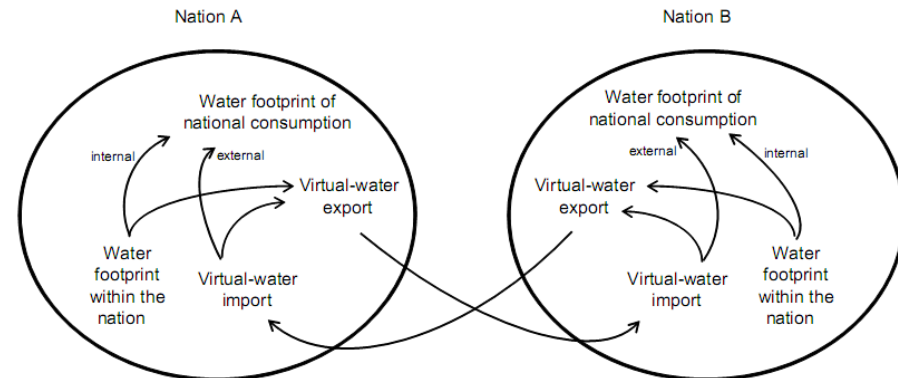 Nation A
Nation B
Water footprint of
national consumption
internal
external
Virtual-water
export
Water
footprint
within the
nation
Virtual-water
import
Water footprint of
national consumption
external
internal
Virtual-water
export
Virtual-water
import
Water
footprint
within the
nation